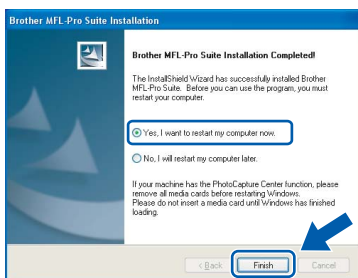 Brother MFL-Pro Suite Installation
Brother MFL-Pro Suite Installation Completed!
The InstallShield Wizard has successfully installed Brother
MFL-Pro Suite. Before you can use the program, you must
restart your computer.
Yes, I want to restart my computer now.
No, I will restart my computer later.
If your machine has the PhotoCapture Center function, please
remove all media cards before restarting Windows.
Please do not insert a media card until Windows has finished
loading.
< Back Finish Cancel